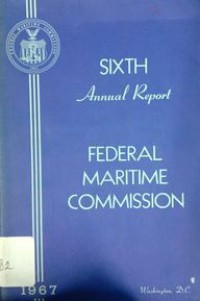 SIXTH
Annual Report
FEDERAL
MARITIME
COMMISSION
1967
Washington, D.C.